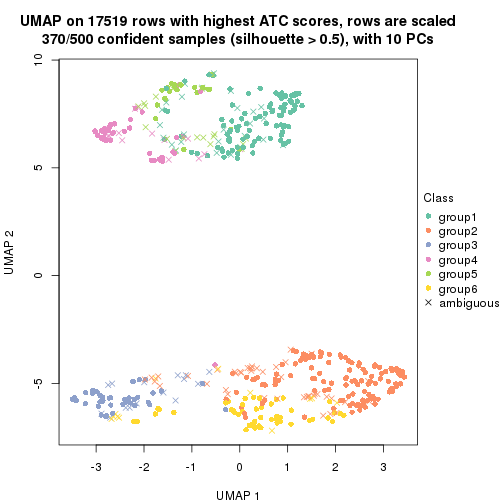 UMAP on 17519 rows with highest ATC scores, rows are scaled
370/500 confident samples (silhouette > 0.5), with 10 PCs
10
5
0
-5
UMAP 2
-3
-2
-1
0
1
2
3
UMAP 1
Class
group1
group2
group3
group4
group5
group6
ambiguous